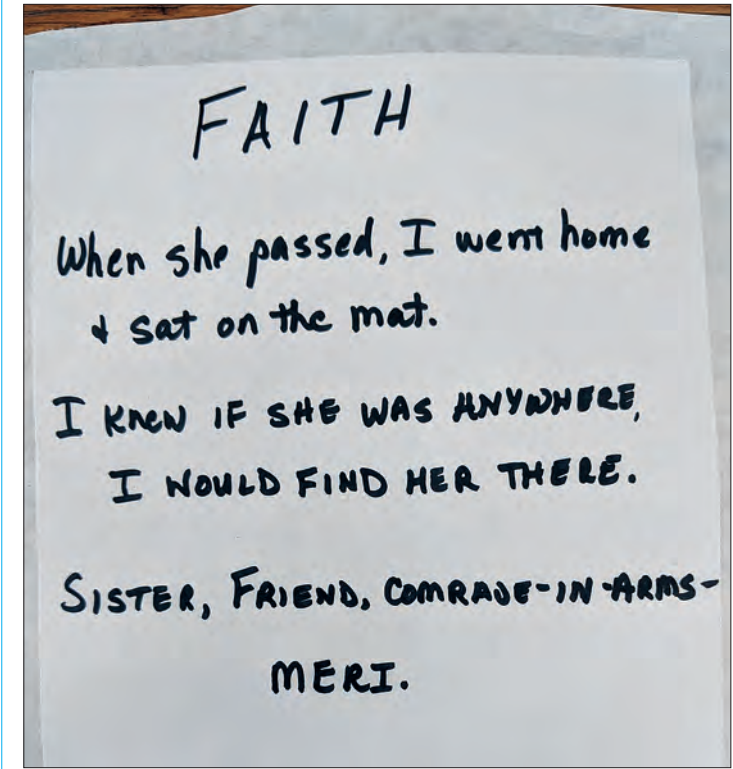 FAITH
When she passed, I went home
& sat on the mat.
I KNEW IF SHE WAS ANYWHERE,
I WOULD FIND HER THERE.
SISTER, FRIEND, COMRADE-IN-ARMS-
MERI.